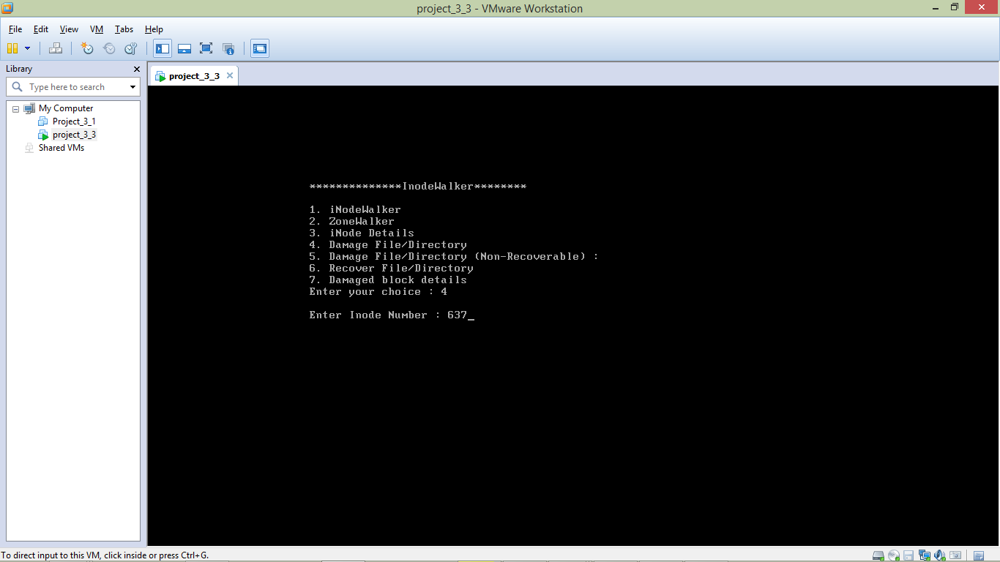 project_3_3 - VMware Workstation
File Edit View VM Tabs Help
Library
project_3_3
Type here to search
My Computer
Project_3_1
project_3_3
Shared VMs
**************InodeWalker********
1. iNodeWalker
2. ZoneWalker
3. iNode Details
4. Damage File/Directory
5. Damage File/Directory (Non-Recoverable) :
6. Recover File/Directory
7. Damaged block details
Enter your choice : 4
Enter Inode Number : 637_
To direct input to this VM, click inside or press Ctrl+G.